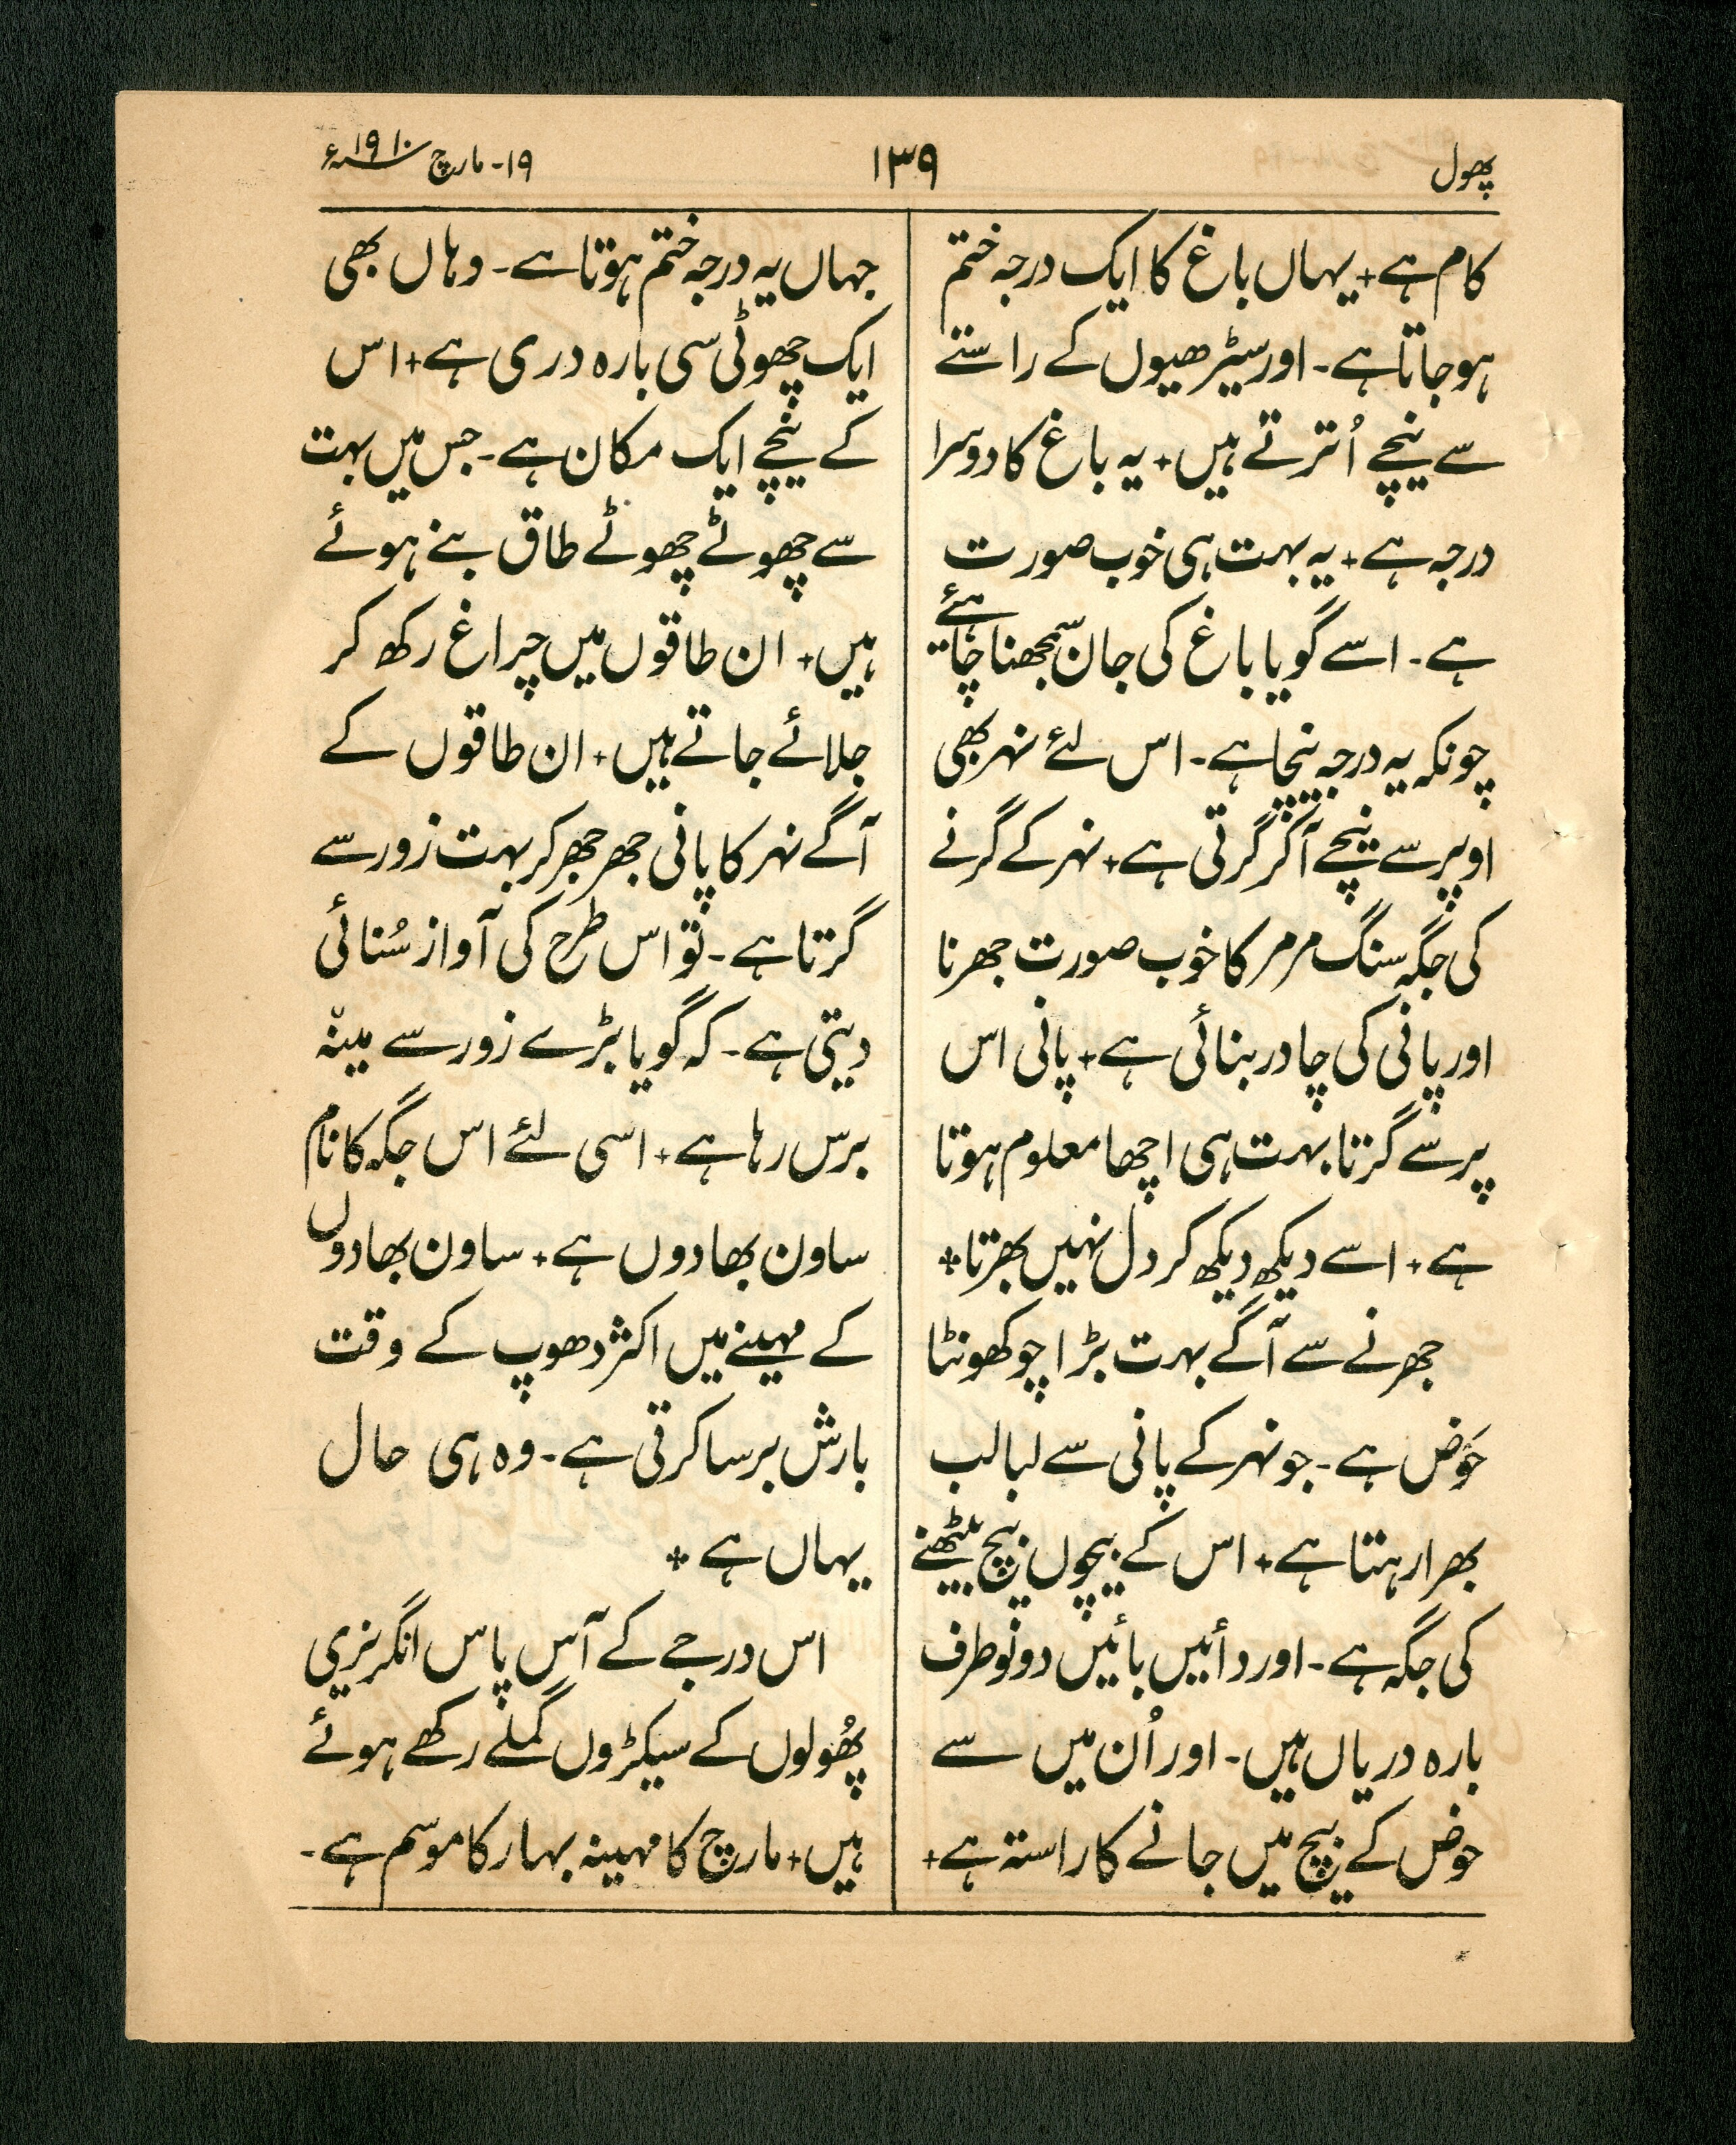 پھول
۱۳۹
۱۹- مارچ ۱۹۱۰ء
کام ہے+ یہاں باغ کا ایک درجہ ختم
ہو جاتا ہے- اور سیڑھیوں کے راستے
سے نیچے اُترتے ہیں+ یہ باغ کا دوسرا
درجہ ہے+ یہ بہت ہی خوب صورت
ہے- اسے گویا باغ کی جان سمجھنا چاہئے
چونکہ یہ درجہ نیچا ہے- اس لئے نہر بھی
اوپر سے نیچے آکر گرتی ہے+ نہر کے گرنے
کی جگہ سنگ مرمر کا خوب صورت جھرنا
اور پانی کی چادر بنائی ہے+ پانی اس
پر سے گرتا بہت ہی اچھا معلوم ہوتا
ہے+ اسے دیکھ دیکھ کر دل نہیں بھرتا+
جھرنے سے آگے بہت بڑا چوکھونٹا
حَوض ہے- جو نہر کے پانی سے لبالب
بھرا رہتا ہے+ اس کے بیچوں بیچ بیٹھنے
کی جگہ ہے- اور دائیں بائیں دونو طرف
بارہ دریاں ہیں- اور اُن میں سے
حوض کے بیچ میں جانے کا راستہ ہے+
جہاں یہ درجہ ختم ہوتا ہے- وہاں بھی
ایک چھوٹی سی بارہ دری ہے+ اس
کے نیچے ایک مکان ہے- جس میں بہت
سے چھوٹے چھوٹے طاق بنے ہوئے
ہیں+ ان طاقوں میں چراغ رکھ کر
جلائے جاتے ہیں+ ان طاقوں کے
آگے نہر کا پانی جھر جھر کر بہت زور سے
گرتا ہے- تو اس طرح کی آواز سُنائی
دیتی ہے- کہ گویا بڑے زور سے مینہ
برس رہا ہے+ اسی لئے اس جگہ کا نام
ساون بھادوں ہے+ ساون بھادوں
کے مہینے میں اکثر دھوپ کے وقت
بارش برسا کرتی ہے- وہ ہی حال
یہاں ہے+
اس درجے کے آس پاس انگریزی
پھُولوں کے سیکڑوں گملے رکھے ہوئے
ہیں+ مارچ کا مہینہ بہار کا موسم ہے-